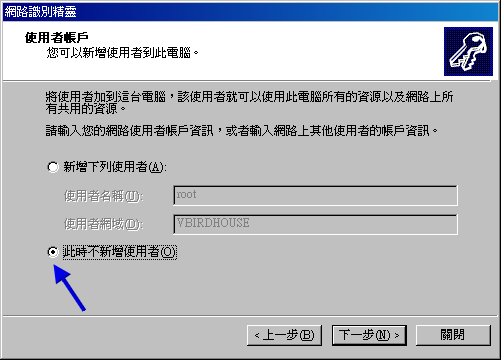 網路識別精靈
使用者帳戶
您可以新增使用者到此電腦。
將使用者加到這台電腦，該使用者就可以使用此電腦所有的資源以及網路上所
有共用的資源。
請輸入您的網路使用者帳戶資訊，或者輸入網路上其他使用者的帳戶資訊。
新增下列使用者(A):
使用者名稱(U): root
使用者網域(D): VBIRDHOUSE
此時不新增使用者(O)
< 上一步(B) 下一步(N) > 關閉